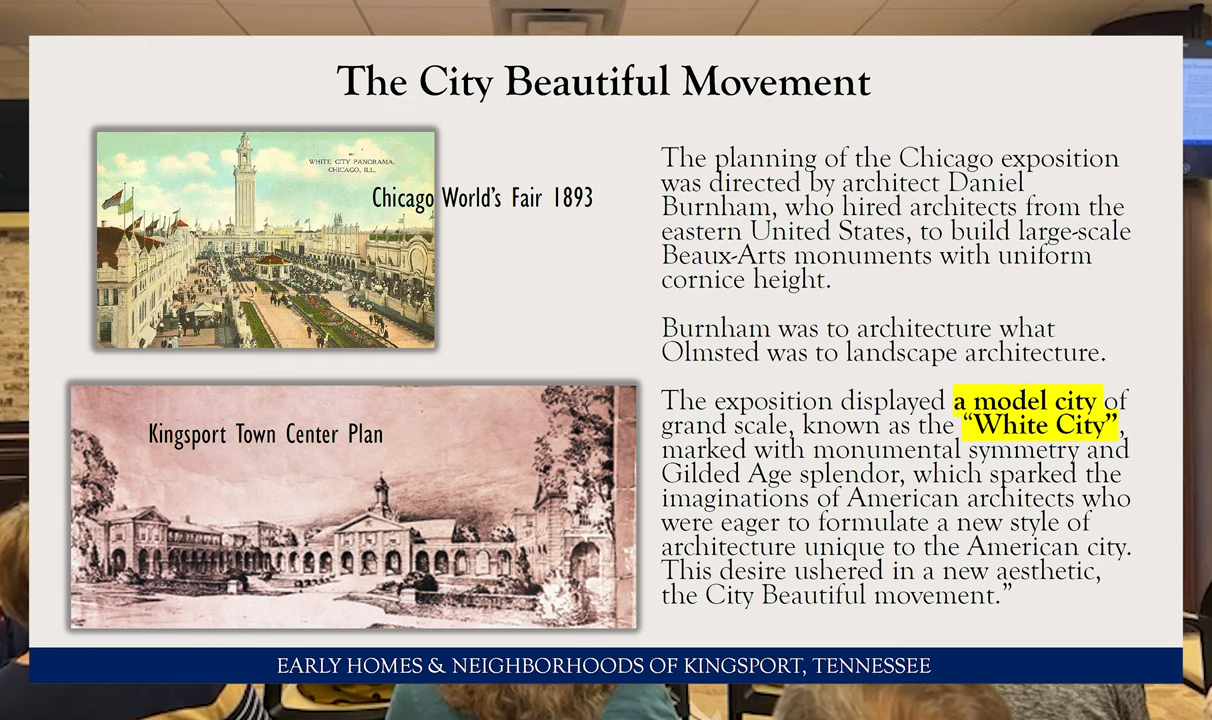 The City Beautiful Movement
WHITE CITY PANORAMA,
CHICAGO, ILL.
Chicago World's Fair 1893
Kingsport Town Center Plan
The planning of the Chicago exposition
was directed by architect Daniel
Burnham, who hired architects from the
eastern United States, to build large-scale
Beaux-Arts monuments with uniform
cornice height.
Burnham was to architecture what
Olmsted was to landscape architecture.
The exposition displayed a model city of
grand scale, known as the “White City”,
marked with monumental symmetry and
Gilded Age splendor, which sparked the
imaginations of American architects who
were eager to formulate a new style of
architecture unique to the American city.
This desire ushered in a new aesthetic,
the City Beautiful movement.”
EARLY HOMES & NEIGHBORHOODS OF KINGSPORT, TENNESSEE